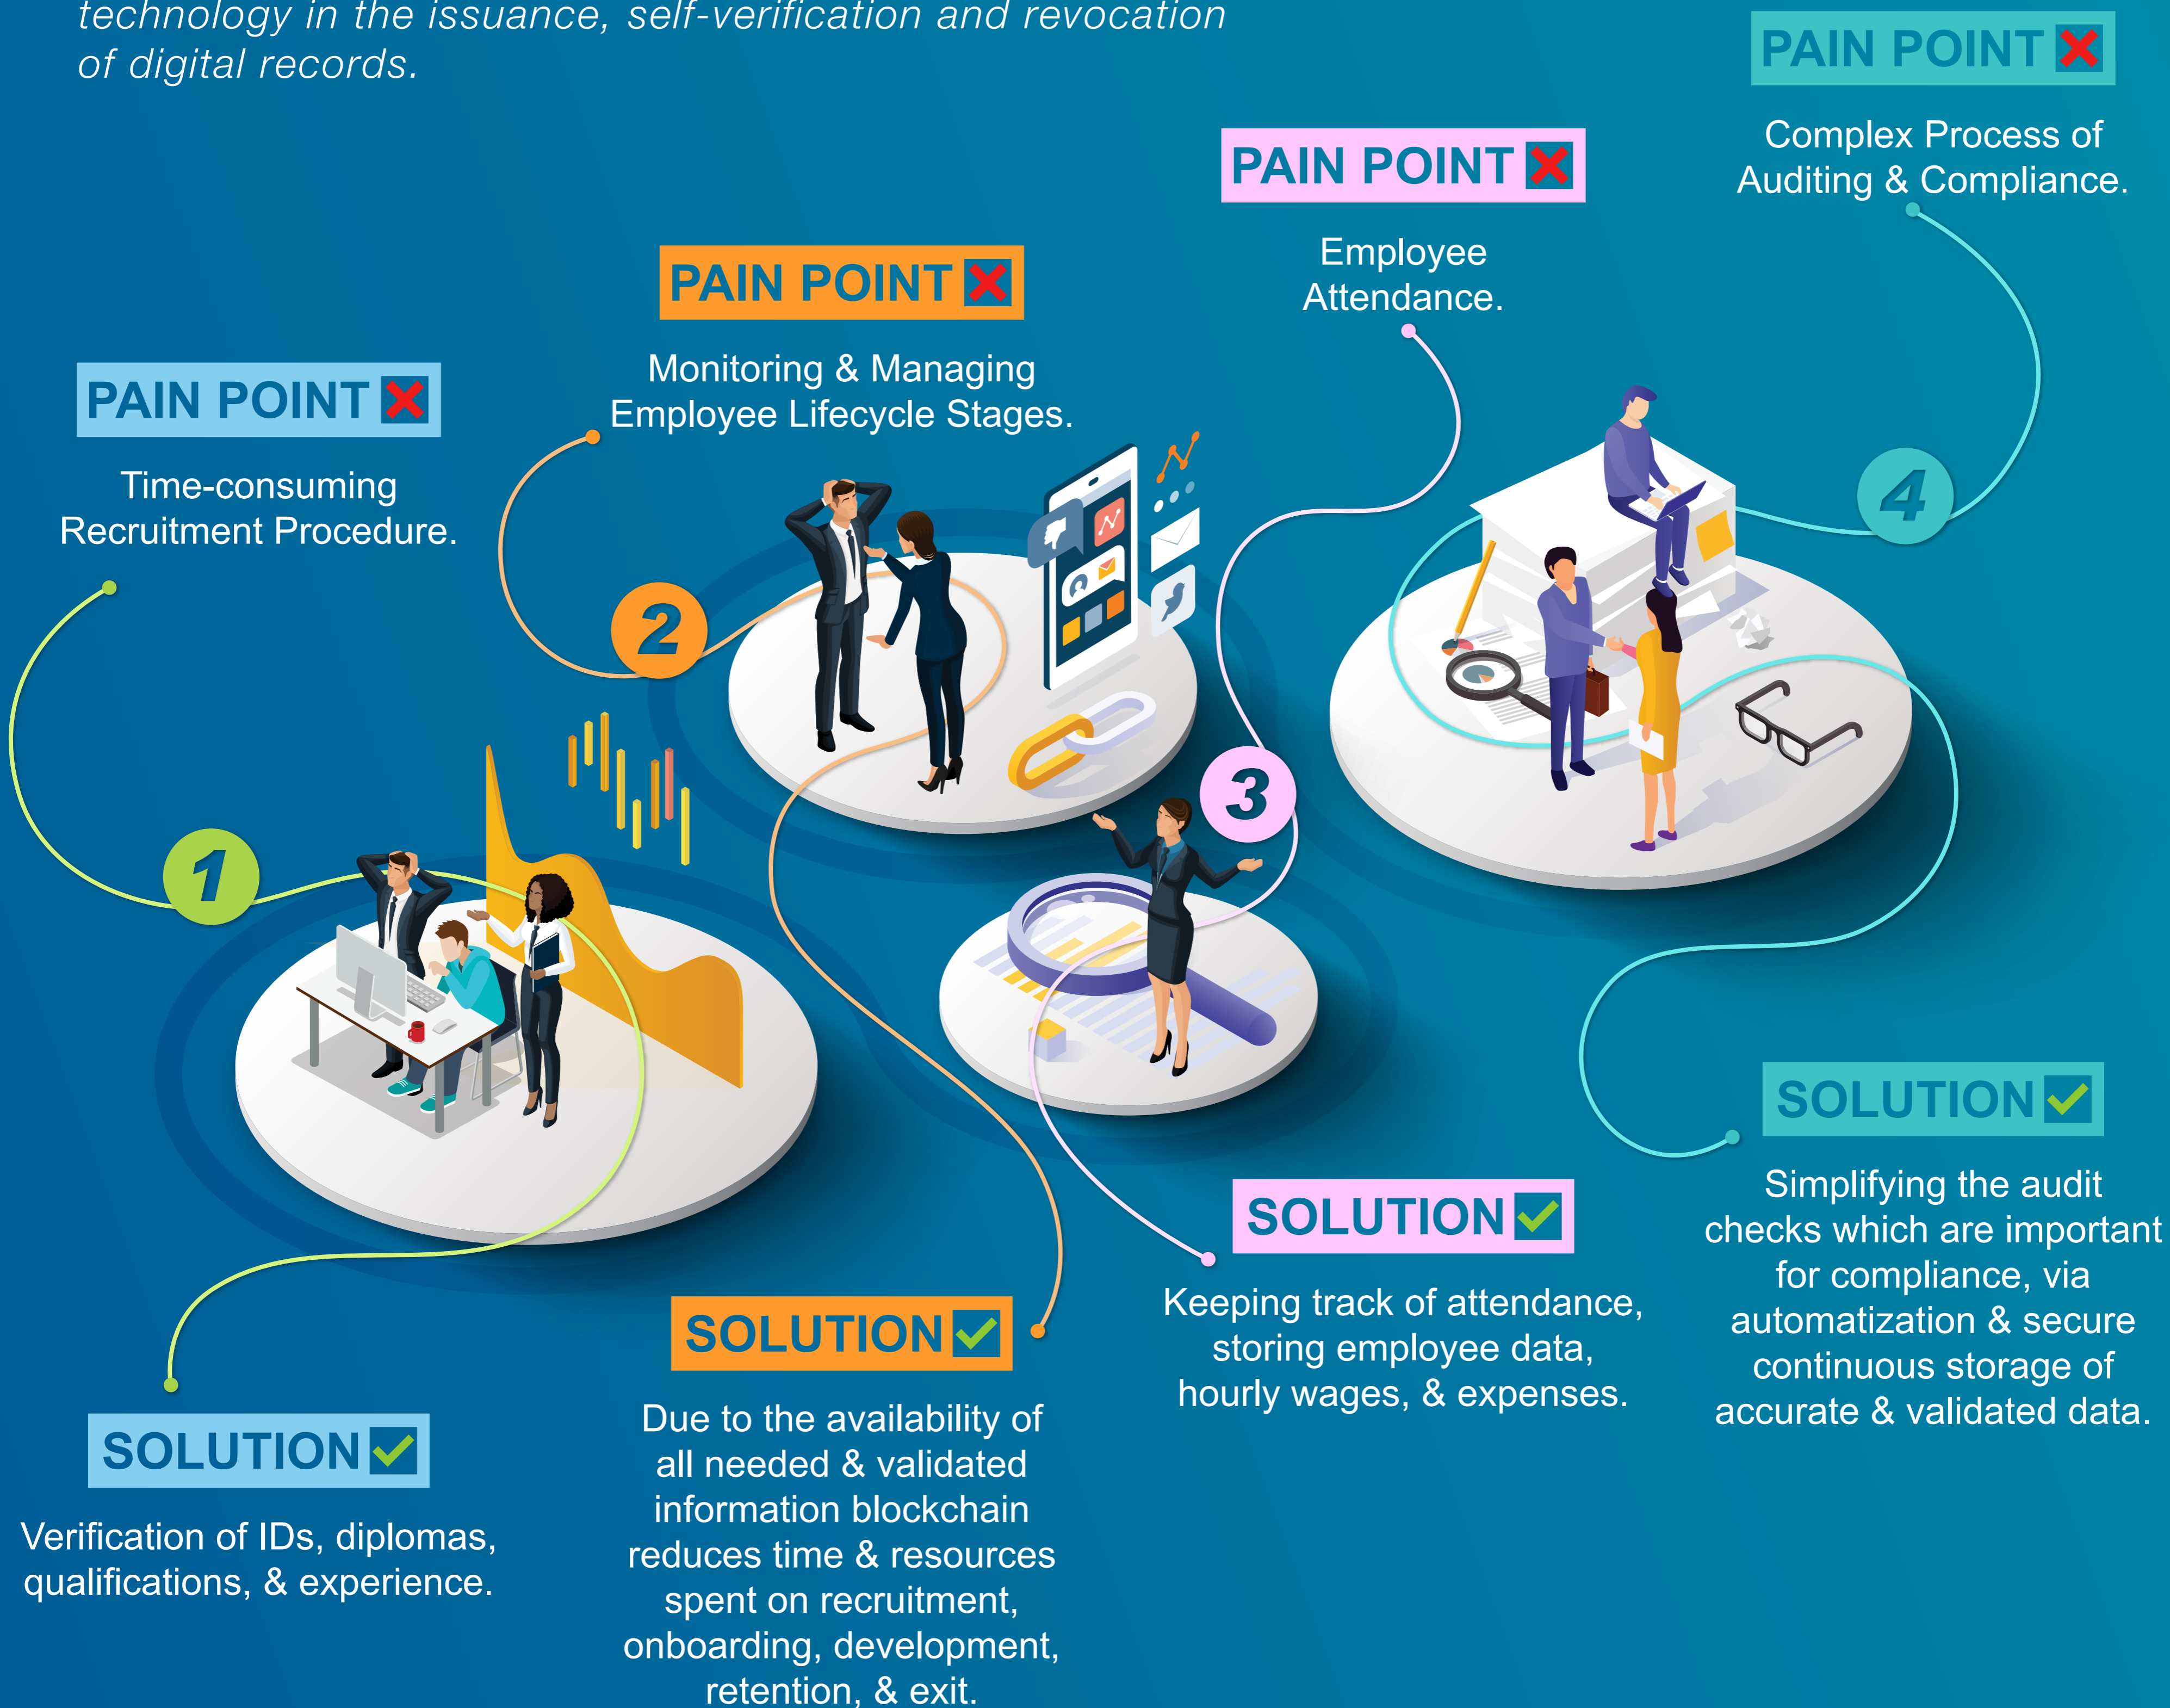 technology in the issuance, self-verification and revocation
of digital records.
PAIN POINT
Time-consuming
Recruitment Procedure.
1
SOLUTION
Verification of IDs, diplomas,
qualifications, & experience.
PAIN POINT
Monitoring & Managing
Employee Lifecycle Stages.
2
SOLUTION
Due to the availability of
all needed & validated
information blockchain
reduces time & resources
spent on recruitment,
onboarding, development,
retention, & exit.
PAIN POINT
Employee
Attendance.
3
SOLUTION
Keeping track of attendance,
storing employee data,
hourly wages, & expenses.
PAIN POINT
Complex Process of
Auditing & Compliance.
4
SOLUTION
Simplifying the audit
checks which are important
for compliance, via
automatization & secure
continuous storage of
accurate & validated data.